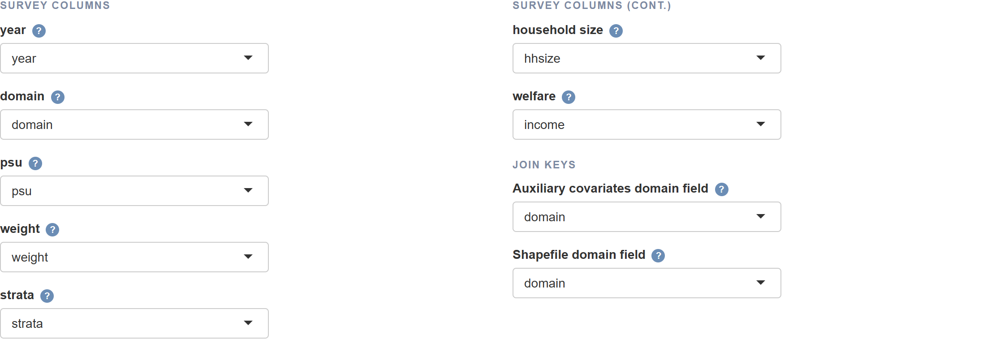 SURVEY COLUMNS
year ?
year
domain ?
domain
psu ?
psu
weight ?
weight
strata ?
strata
SURVEY COLUMNS (CONT.)
household size ?
hhsize
welfare ?
income
JOIN KEYS
Auxiliary covariates domain field ?
domain
Shapefile domain field ?
domain